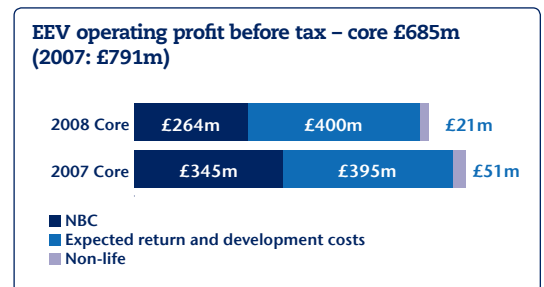 EEV operating profit before tax – core £685m
(2007: £791m)
2008 Core £264m £400m £21m
2007 Core £345m £395m £51m
NBC
Expected return and development costs
Non-life